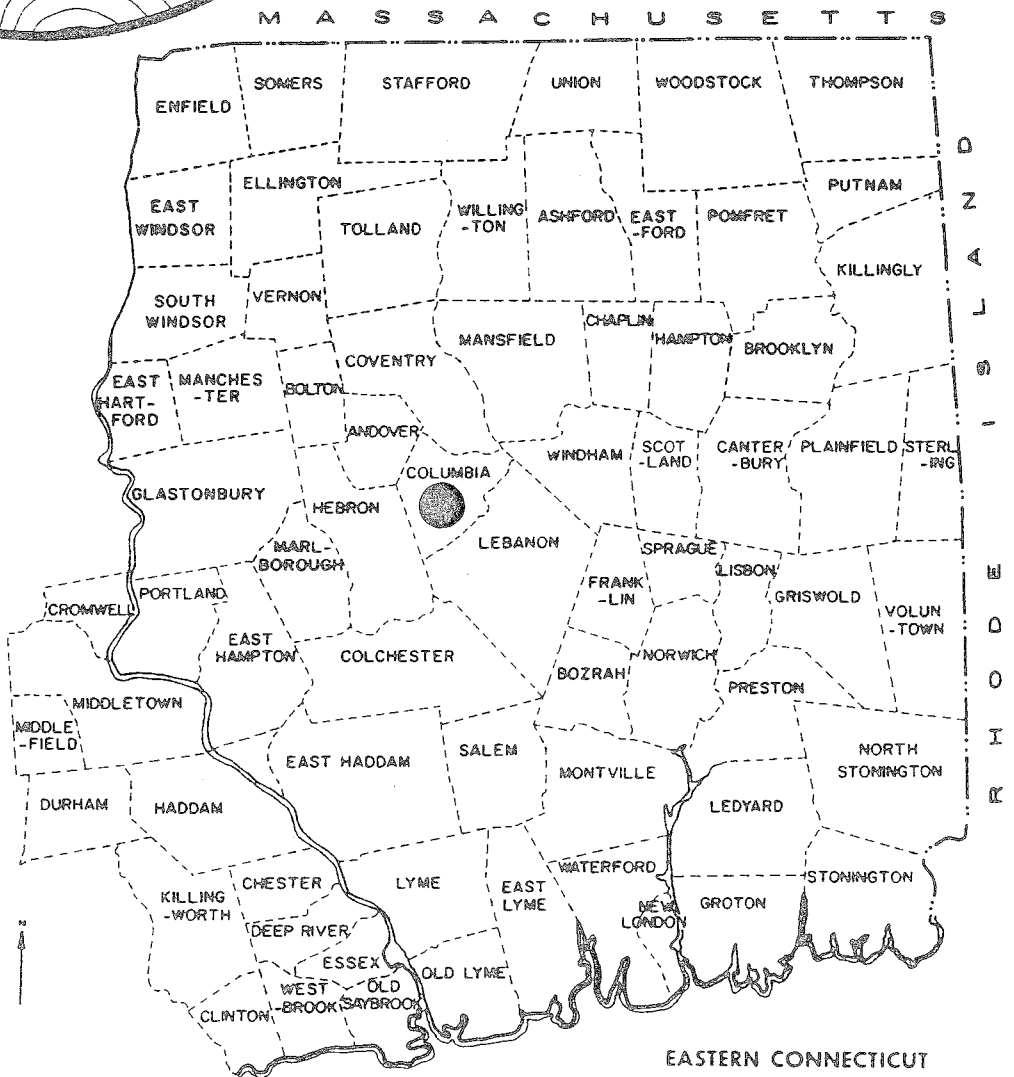 MASSACHUSETTS
SOMERS
STAFFORD
UNION
WOODSTOCK
THOMPSON
ENFIELD
ELLINGTON
PUTNAM
EAST
WINDSOR
TOLLAND
WILLING
-TON
ASHFORD
EAST
-FORD
POMFRET
KILLINGLY
SOUTH
WINDSOR
VERNON
MANSFIELD
CHAPLIN
HAMPTON
BROOKLYN
COVENTRY
EAST
HART-
FORD
MANCHES
-TER
BOLTON
ANDOVER
COLUMBIA
WINDHAM
SCOT
-LAND
CANTER
-BURY
PLAINFIELD
STERL
-ING
GLASTONBURY
HEBRON
LEBANON
MARL-
BOROUGH
SPRAGUE
LISBON
FRANK
-LIN
GRISWOLD
VOLUN
-TOWN
PORTLAND
CROMWELL
EAST
HAMPTON
COLCHESTER
BOZRAH
NORWICH
PRESTON
MIDDLETOWN
MIDDLE
-FIELD
EAST HADDAM
SALEM
MONTVILLE
NORTH
STONINGTON
DURHAM
HADDAM
LEDYARD
KILLING
-WORTH
CHESTER
LYME
EAST
LYME
WATERFORD
NEW
LONDON
GROTON
STONINGTON
DEEP RIVER
ESSEX
OLD LYME
CLINTON
WEST
-BROOK
OLD
SAYBROOK
RHODE ISLAND
N
EASTERN CONNECTICUT